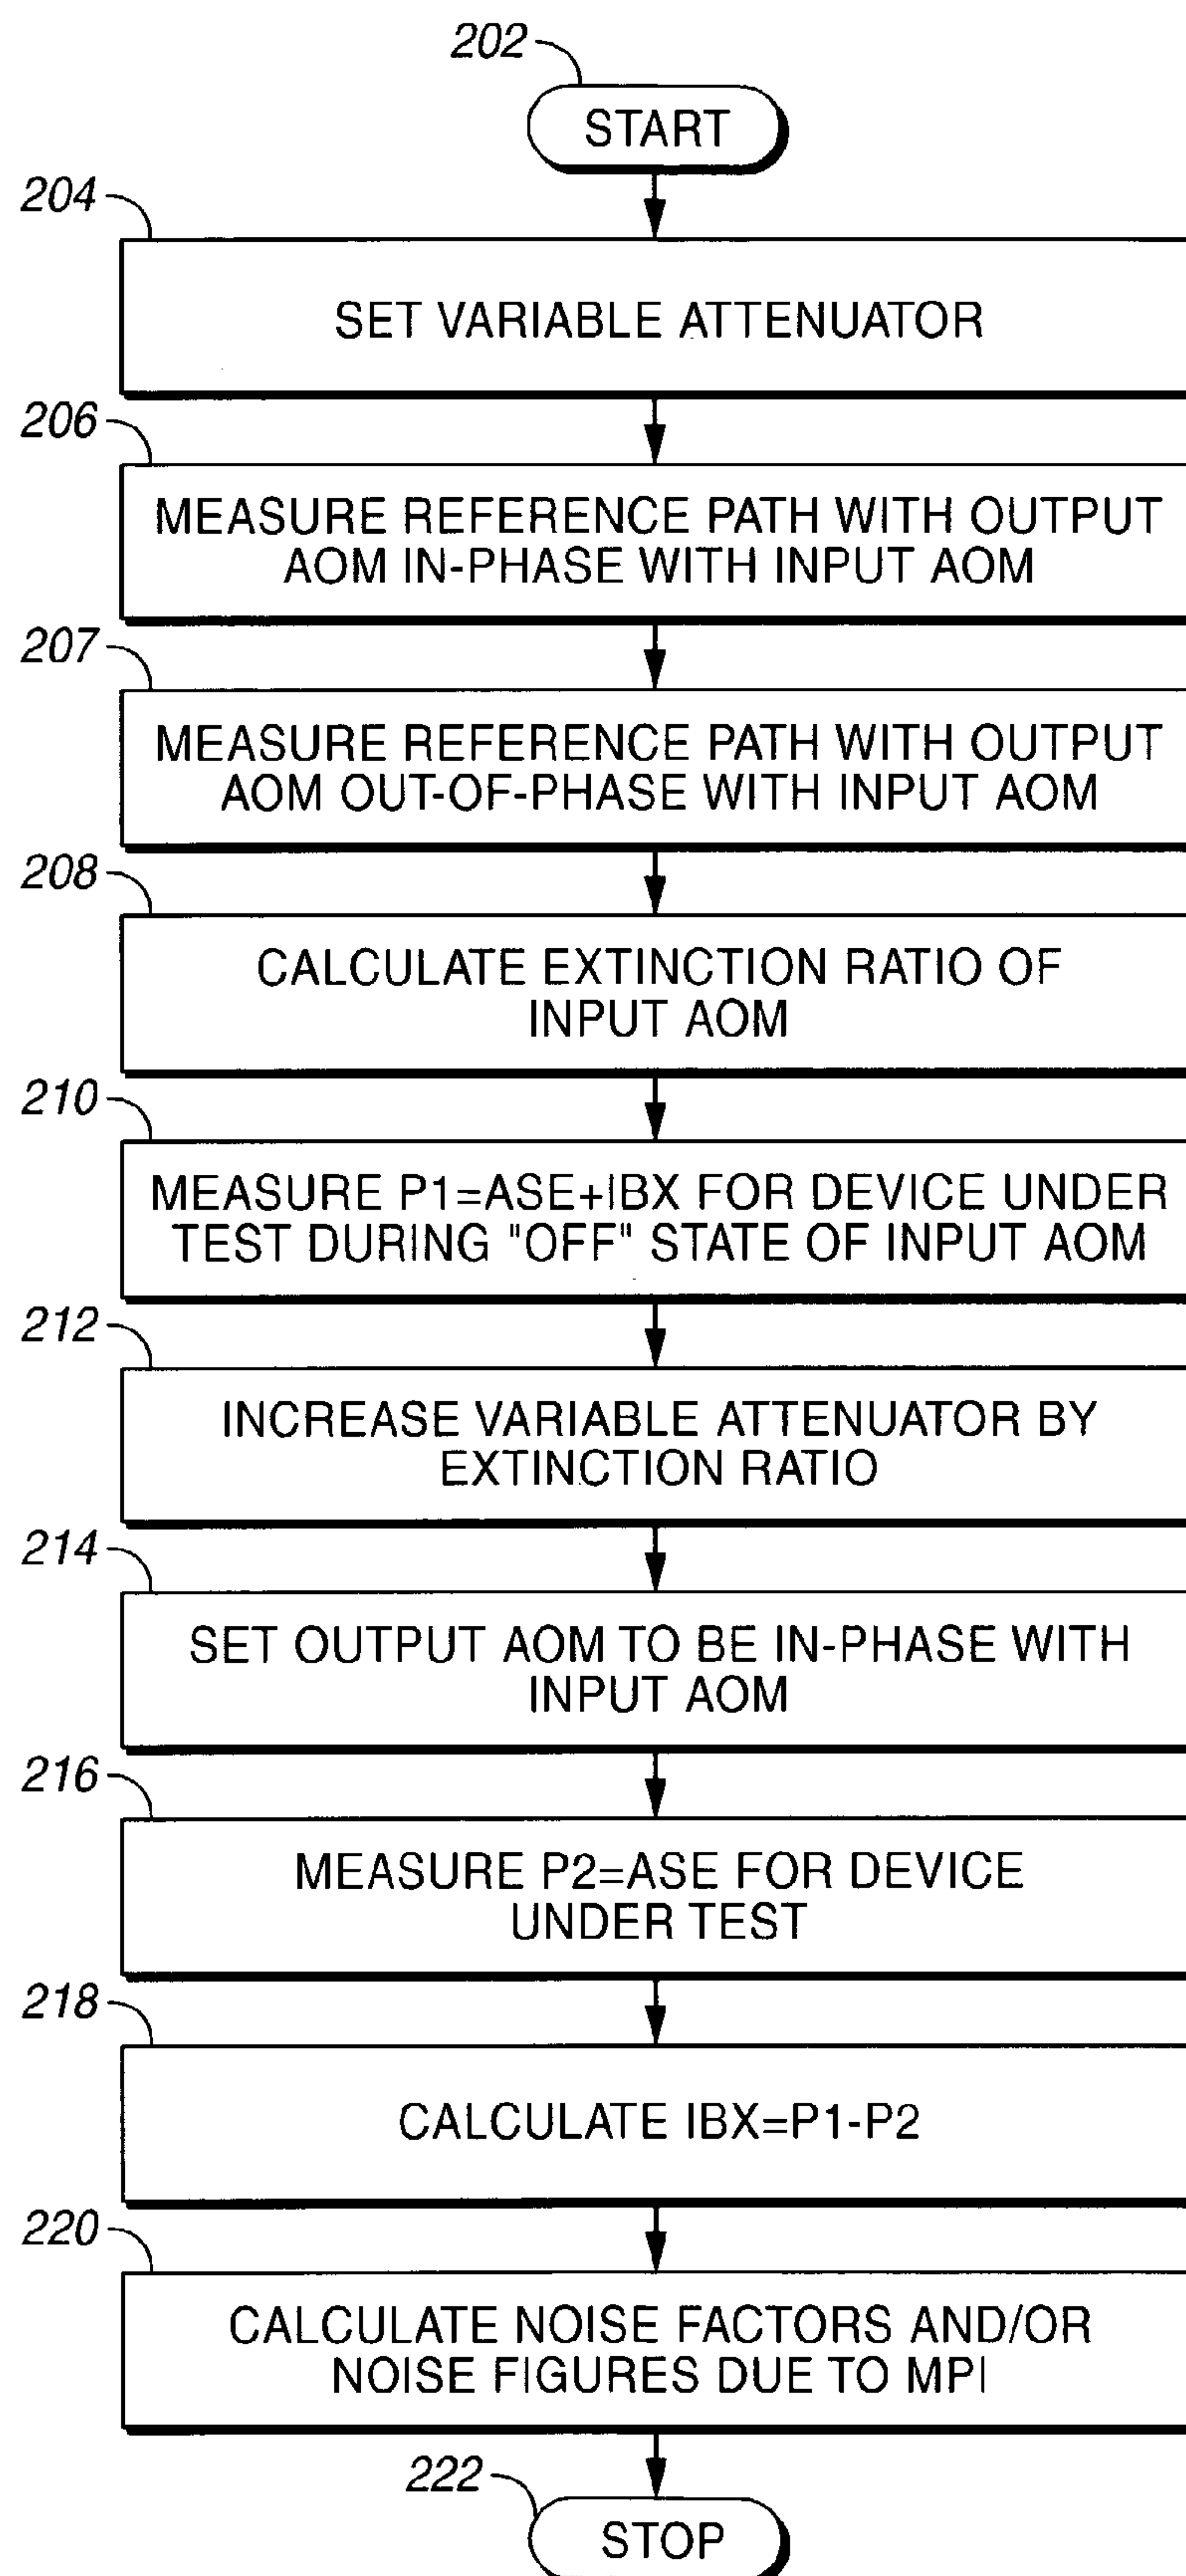 202
START
204
SET VARIABLE ATTENUATOR
206
MEASURE REFERENCE PATH WITH OUTPUT
AOM IN-PHASE WITH INPUT AOM
207
MEASURE REFERENCE PATH WITH OUTPUT
AOM OUT-OF-PHASE WITH INPUT AOM
208
CALCULATE EXTINCTION RATIO OF
INPUT AOM
210
MEASURE P1=ASE+IBX FOR DEVICE UNDER
TEST DURING "OFF" STATE OF INPUT AOM
212
INCREASE VARIABLE ATTENUATOR BY
EXTINCTION RATIO
214
SET OUTPUT AOM TO BE IN-PHASE WITH
INPUT AOM
216
MEASURE P2=ASE FOR DEVICE
UNDER TEST
218
CALCULATE IBX=P1-P2
220
CALCULATE NOISE FACTORS AND/OR
NOISE FIGURES DUE TO MPI
222
STOP